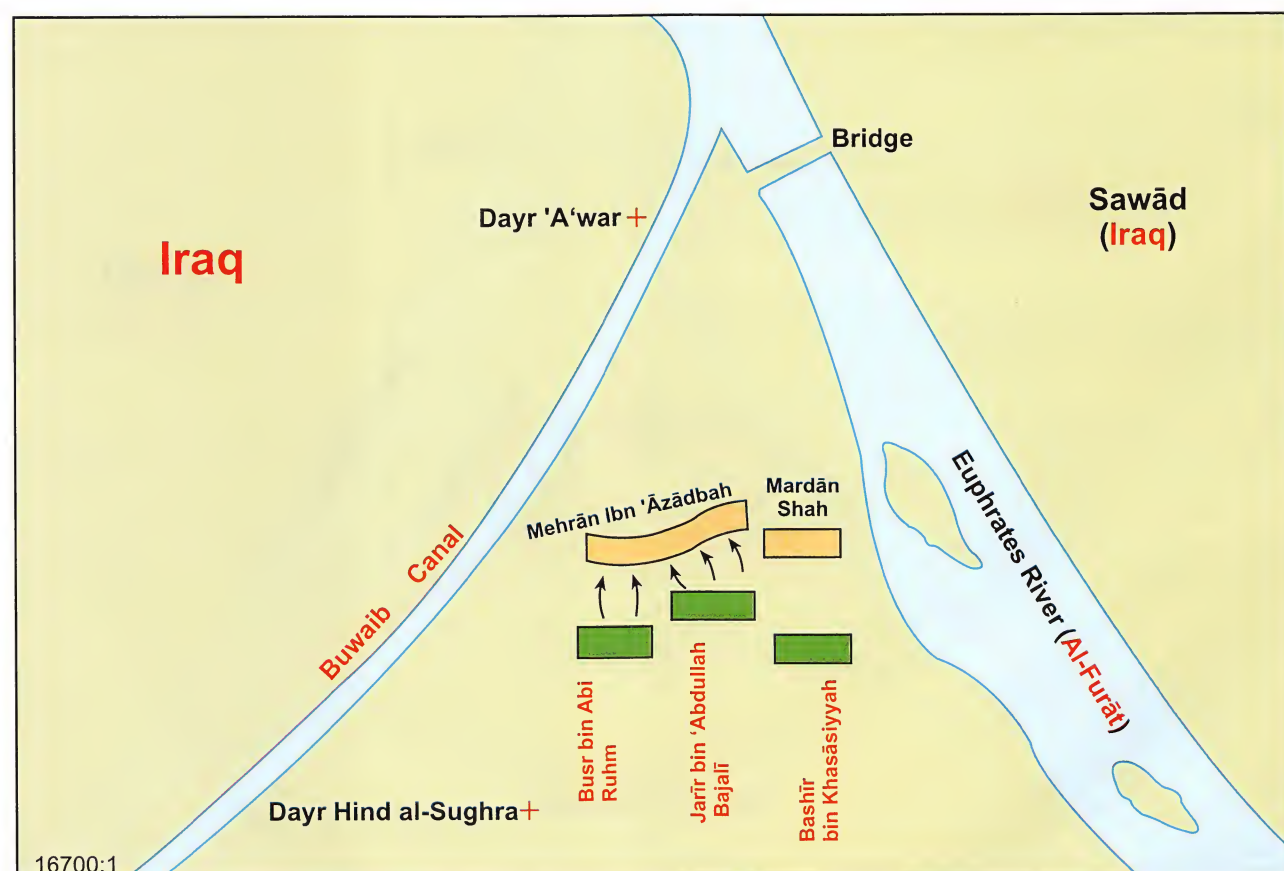 Bridge
Dayr 'A‘war
Sawād
(Iraq)
Iraq
Mehrān Ibn 'Āzādbah
Mardān
Shah
Euphrates River (Al-Furāt)
Buwaib Canal
Busr bin Abi
Ruhm
Jarīr bin ‘Abdullah
Bajalī
Bashīr
bin Khasāsiyyah
Dayr Hind al-Sughra
16700:1